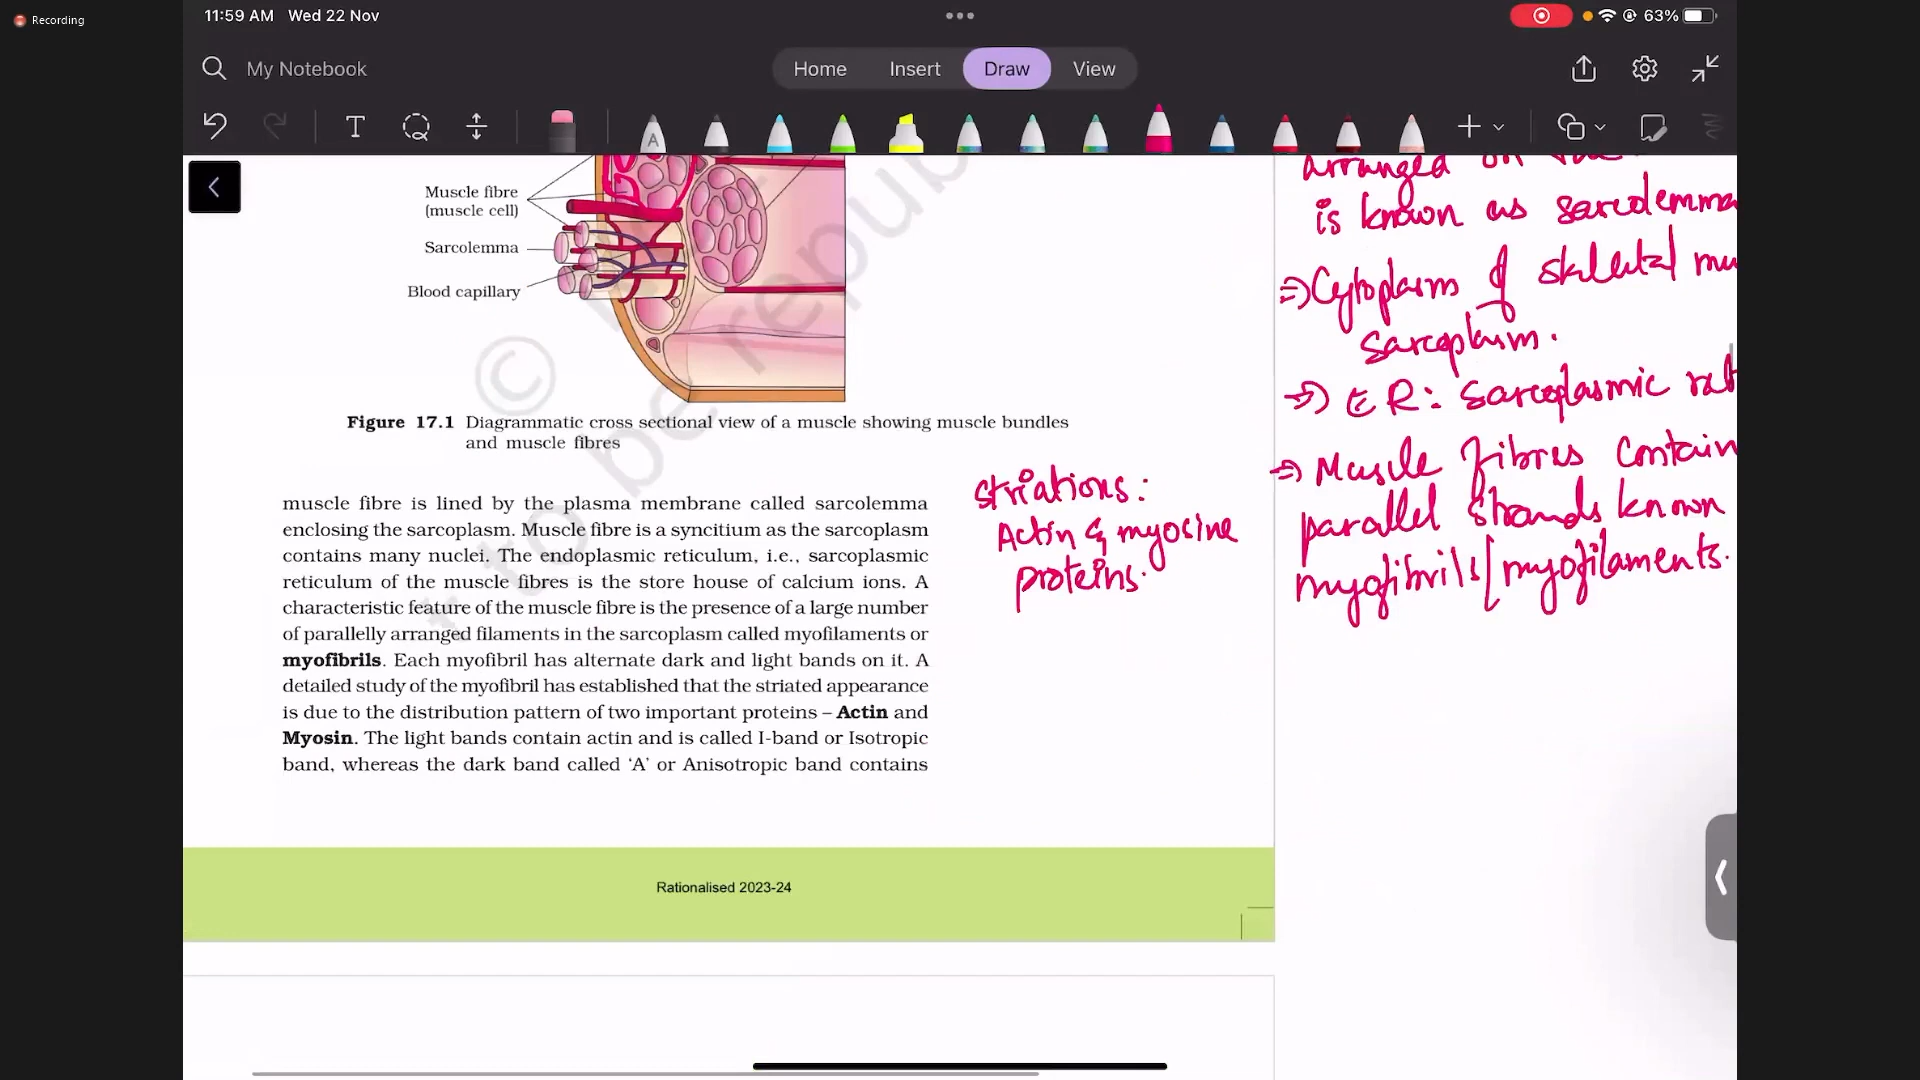 Recording
11:59 AM Wed 22 Nov
63%
My Notebook
Home Insert Draw View
T
A
Muscle fibre
(muscle cell)
Sarcolemma
Blood capillary
©
to be repub
Figure 17.1 Diagrammatic cross sectional view of a muscle showing muscle bundles
and muscle fibres
muscle fibre is lined by the plasma membrane called sarcolemma
enclosing the sarcoplasm. Muscle fibre is a syncitium as the sarcoplasm
contains many nuclei. The endoplasmic reticulum, i.e., sarcoplasmic
reticulum of the muscle fibres is the store house of calcium ions. A
characteristic feature of the muscle fibre is the presence of a large number
of parallelly arranged filaments in the sarcoplasm called myofilaments or
myofibrils. Each myofibril has alternate dark and light bands on it. A
detailed study of the myofibril has established that the striated appearance
is due to the distribution pattern of two important proteins – Actin and
Myosin. The light bands contain actin and is called I-band or Isotropic
band, whereas the dark band called ‘A’ or Anisotropic band contains
Striations:
Actin & myosine
proteins.
arranged on
is known as sarcolemma
⇒ Cytoplasm of skeletal mu
sarcoplasm.
⇒ ER: Sarcoplasmic ret
⇒ Muscle fibres contain
parallel strands known
myofibrils/myofilaments.
Rationalised 2023-24